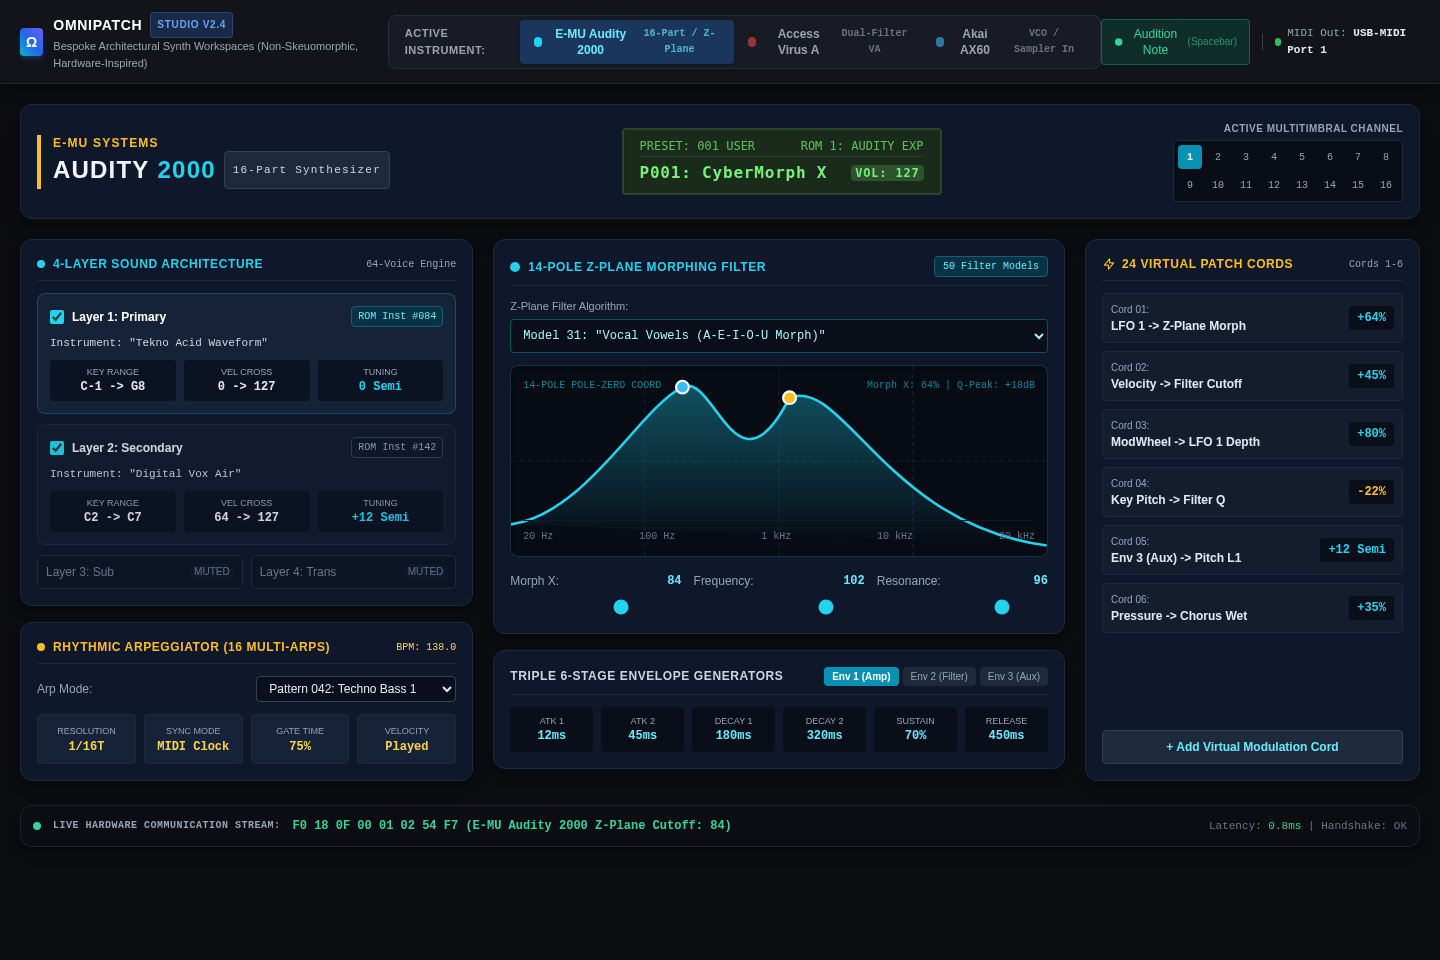 Ω
OMNIPATCH STUDIO V2.4
Bespoke Architectural Synth Workspaces (Non-Skeuomorphic,
Hardware-Inspired)
ACTIVE
INSTRUMENT:
E-MU Audity
2000
16-Part / Z-
Plane
Access
Virus A
Dual-Filter
VA
Akai
AX60
VCO /
Sampler In
Audition
Note
(Spacebar)
MIDI Out: USB-MIDI
Port 1
E-MU SYSTEMS
AUDITY 2000 16-Part Synthesizer
PRESET: 001 USER ROM 1: AUDITY EXP
P001: CyberMorph X VOL: 127
ACTIVE MULTITIMBRAL CHANNEL
1 2 3 4 5 6 7 8
9 10 11 12 13 14 15 16
4-LAYER SOUND ARCHITECTURE 64-Voice Engine
Layer 1: Primary ROM Inst #084
Instrument: "Tekno Acid Waveform"
KEY RANGE VEL CROSS TUNING
C-1 -> G8 0 -> 127 0 Semi
Layer 2: Secondary ROM Inst #142
Instrument: "Digital Vox Air"
KEY RANGE VEL CROSS TUNING
C2 -> C7 64 -> 127 +12 Semi
Layer 3: Sub MUTED Layer 4: Trans MUTED
RHYTHMIC ARPEGGIATOR (16 MULTI-ARPS) BPM: 138.0
Arp Mode: Pattern 042: Techno Bass 1
RESOLUTION SYNC MODE GATE TIME VELOCITY
1/16T MIDI Clock 75% Played
14-POLE Z-PLANE MORPHING FILTER 50 Filter Models
Z-Plane Filter Algorithm:
Model 31: "Vocal Vowels (A-E-I-O-U Morph)"
14-POLE POLE-ZERO COORD Morph X: 64% | Q-Peak: +18dB
20 Hz 100 Hz 1 kHz 10 kHz 20 kHz
Morph X: 84 Frequency: 102 Resonance: 96
TRIPLE 6-STAGE ENVELOPE GENERATORS Env 1 (Amp) Env 2 (Filter) Env 3 (Aux)
ATK 1 ATK 2 DECAY 1 DECAY 2 SUSTAIN RELEASE
12ms 45ms 180ms 320ms 70% 450ms
24 VIRTUAL PATCH CORDS Cords 1-6
Cord 01:
LFO 1 -> Z-Plane Morph +64%
Cord 02:
Velocity -> Filter Cutoff +45%
Cord 03:
ModWheel -> LFO 1 Depth +80%
Cord 04:
Key Pitch -> Filter Q -22%
Cord 05:
Env 3 (Aux) -> Pitch L1 +12 Semi
Cord 06:
Pressure -> Chorus Wet +35%
+ Add Virtual Modulation Cord
LIVE HARDWARE COMMUNICATION STREAM: F0 18 0F 00 01 02 54 F7 (E-MU Audity 2000 Z-Plane Cutoff: 84) Latency: 0.8ms | Handshake: OK